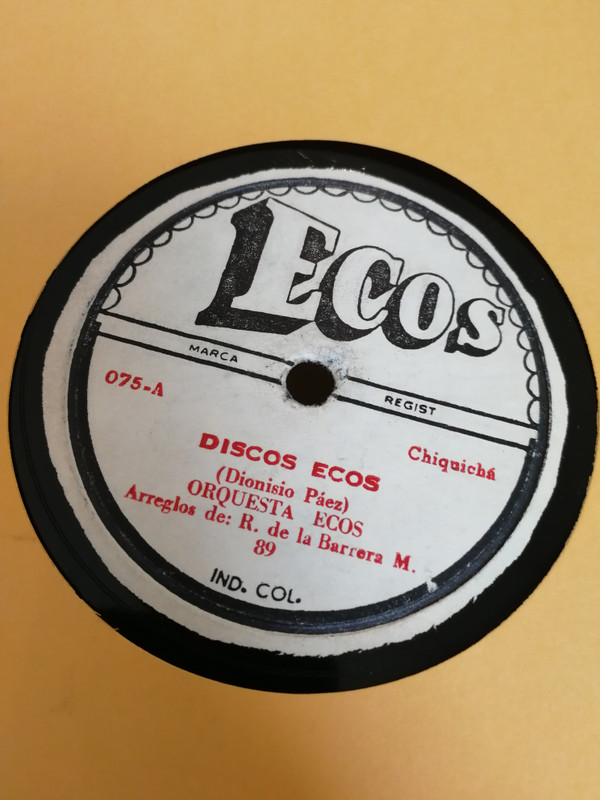 ECOS
MARCA REGIST
075-A
Chiquichá
DISCOS ECOS
(Dionisio Páez)
ORQUESTA ECOS
Arreglos de: R. de la Barrera M.
89
IND. COL.